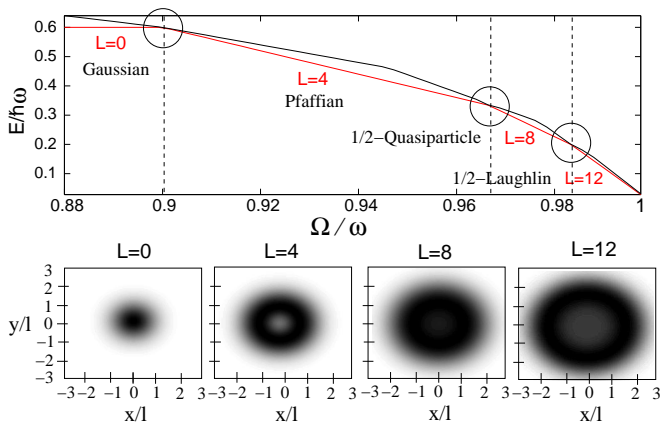 0.6
0.5
0.4
0.3
0.2
0.1
E/ħω
L=0
Gaussian
L=4
Pfaffian
1/2−Quasiparticle
L=8
1/2−Laughlin
L=12
0.88 0.9 0.92 0.94 0.96 0.98 1
Ω/ω
L=0 L=4 L=8 L=12
3
2
1
0
−1
−2
−3
y/l
−3 −2 −1 0 1 2 3
−3 −2 −1 0 1 2 3
−3 −2 −1 0 1 2 3
−3 −2 −1 0 1 2 3
x/l x/l x/l x/l